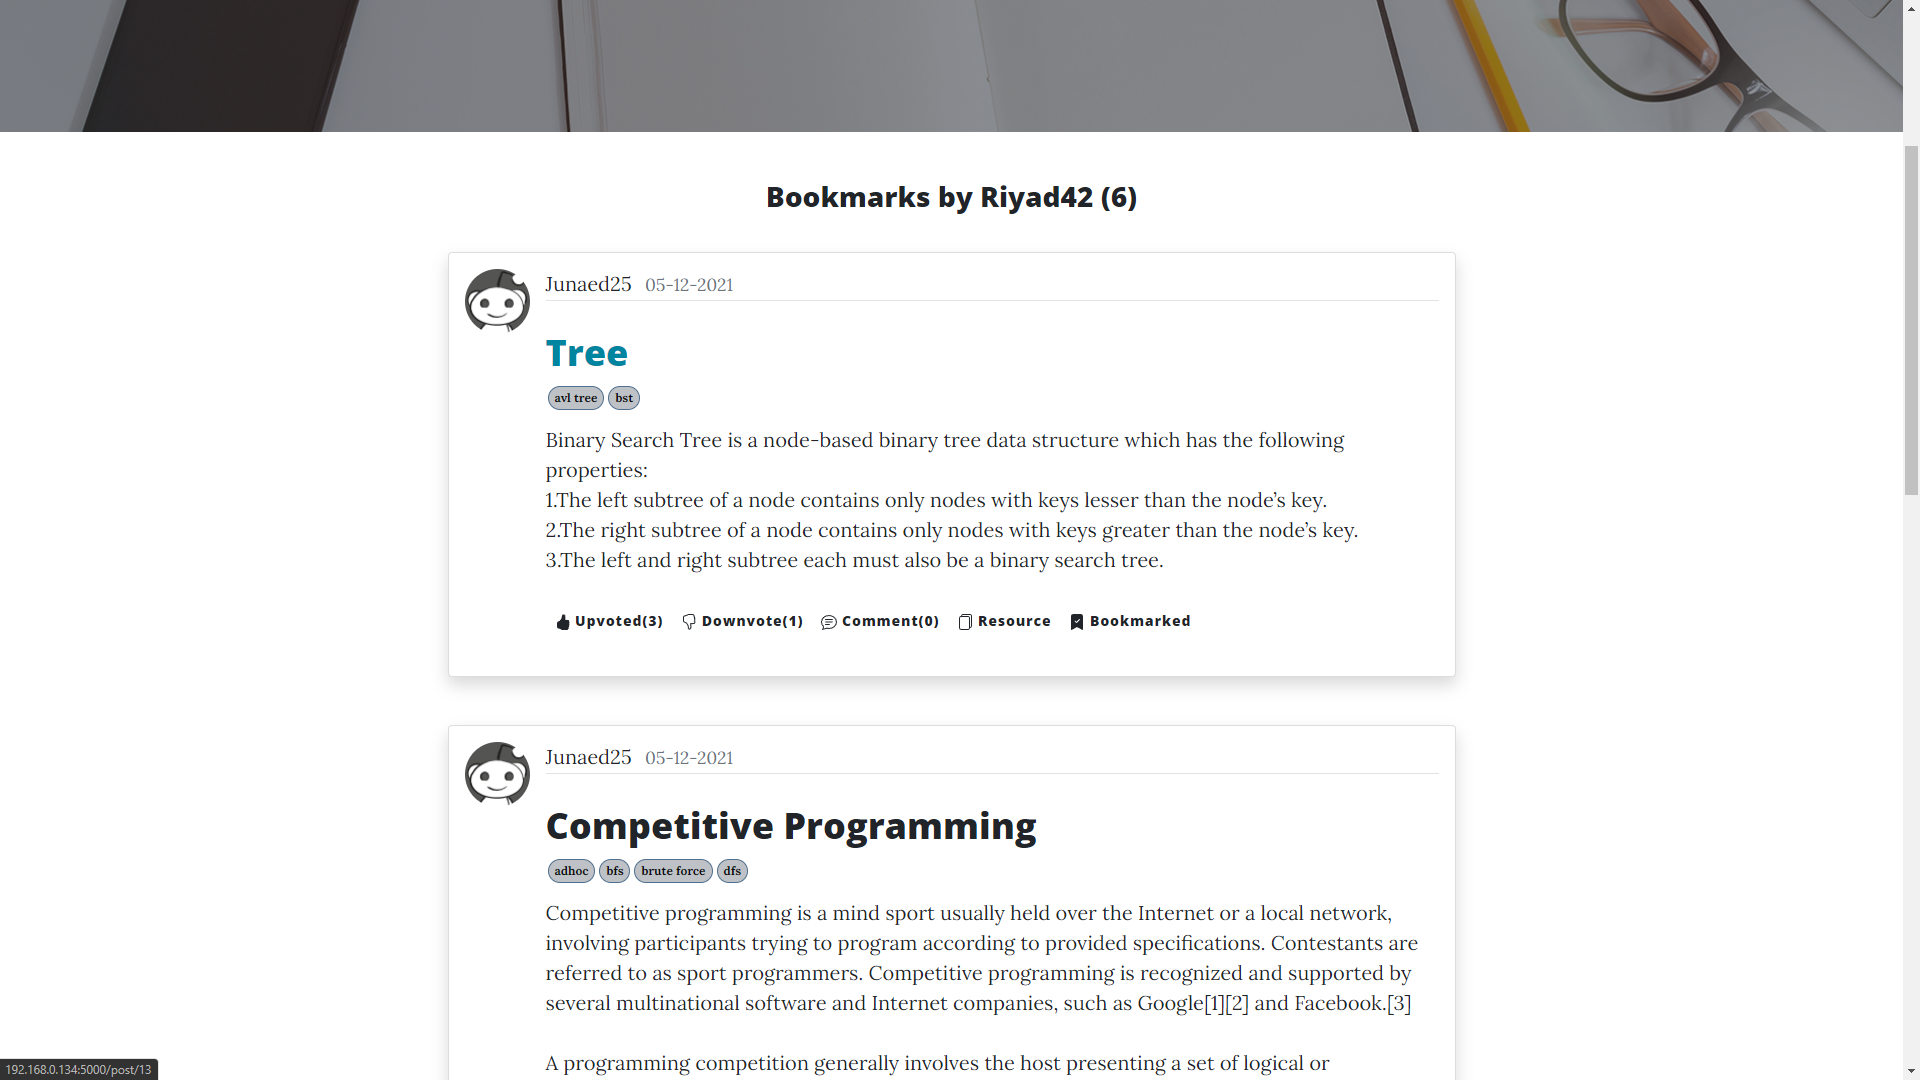 Bookmarks by Riyad42 (6)
Junaed25 05-12-2021
Tree
avl tree bst
Binary Search Tree is a node-based binary tree data structure which has the following
properties:
1.The left subtree of a node contains only nodes with keys lesser than the node’s key.
2.The right subtree of a node contains only nodes with keys greater than the node’s key.
3.The left and right subtree each must also be a binary search tree.
Upvoted(3) Downvote(1) Comment(0) Resource Bookmarked
Junaed25 05-12-2021
Competitive Programming
adhoc bfs brute force dfs
Competitive programming is a mind sport usually held over the Internet or a local network,
involving participants trying to program according to provided specifications. Contestants are
referred to as sport programmers. Competitive programming is recognized and supported by
several multinational software and Internet companies, such as Google[1][2] and Facebook.[3]
A programming competition generally involves the host presenting a set of logical or
192.168.0.134:5000/post/13